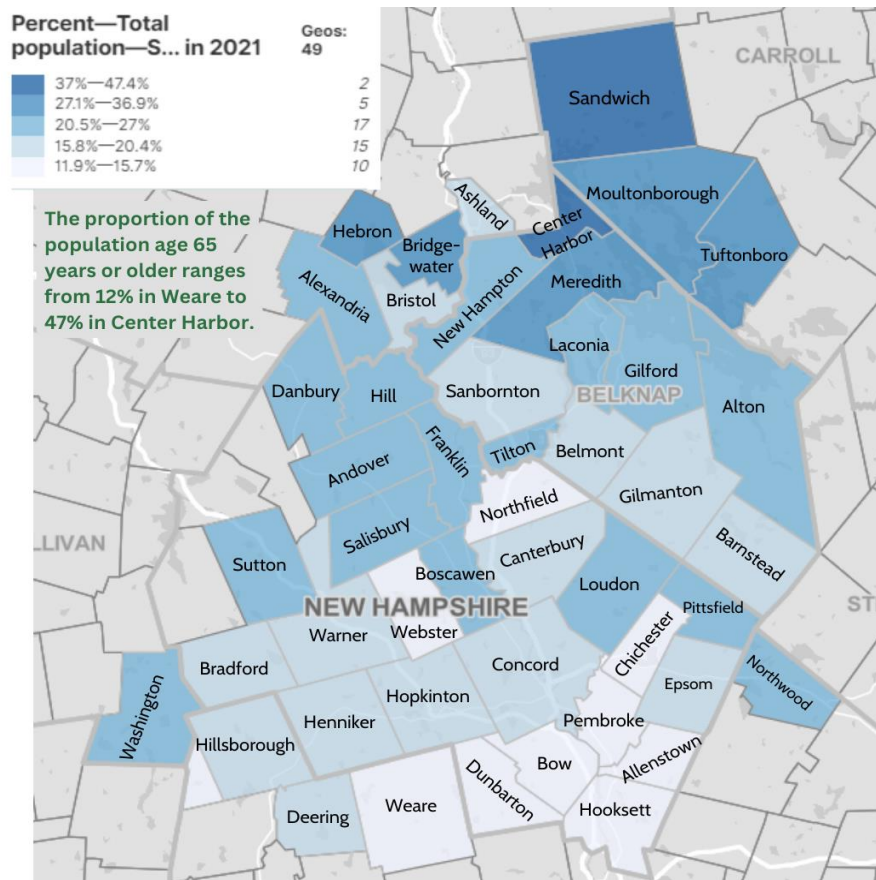 Percent—Total
population—S... in 2021
Geos:
49
37%—47.4% 2
27.1%—36.9% 5
20.5%—27% 17
15.8%—20.4% 15
11.9%—15.7% 10
The proportion of the
population age 65
years or older ranges
from 12% in Weare to
47% in Center Harbor.
CARROLL
Sandwich
Moultonborough
Ashland
Center
Harbor
Hebron
Bridge-
water
Tuftonboro
Meredith
Alexandria
Bristol
New Hampton
Laconia
Gilford
BELKNAP
Danbury
Hill
Sanbornton
Alton
Franklin
Tilton
Belmont
Andover
Gilmanton
Northfield
Salisbury
Canterbury
Barnstead
LLIVAN
Sutton
Boscawen
Loudon
NEW HAMPSHIRE
Pittsfield
ST
Warner
Webster
Chichester
Bradford
Concord
Epsom
Northwood
Washington
Hopkinton
Henniker
Pembroke
Hillsborough
Allenstown
Bow
Dunbarton
Weare
Hooksett
Deering